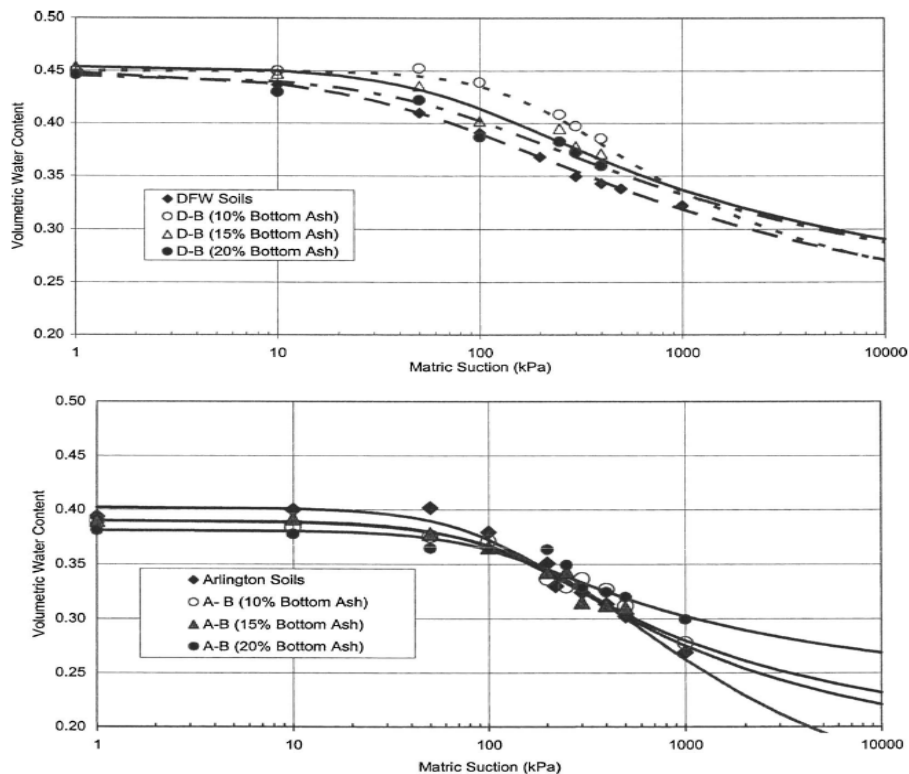 0.50
0.45
0.40
0.35
0.30
0.25
0.20
Volumetric Water Content
DFW Soils
D-B (10% Bottom Ash)
D-B (15% Bottom Ash)
D-B (20% Bottom Ash)
1
10
100
1000
10000
Matric Suction (kPa)
0.50
0.45
0.40
0.35
0.30
0.25
0.20
Volumetric Water Content
Arlington Soils
A- B (10% Bottom Ash)
A-B (15% Bottom Ash)
A-B (20% Bottom Ash)
1
10
100
1000
10000
Matric Suction (kPa)